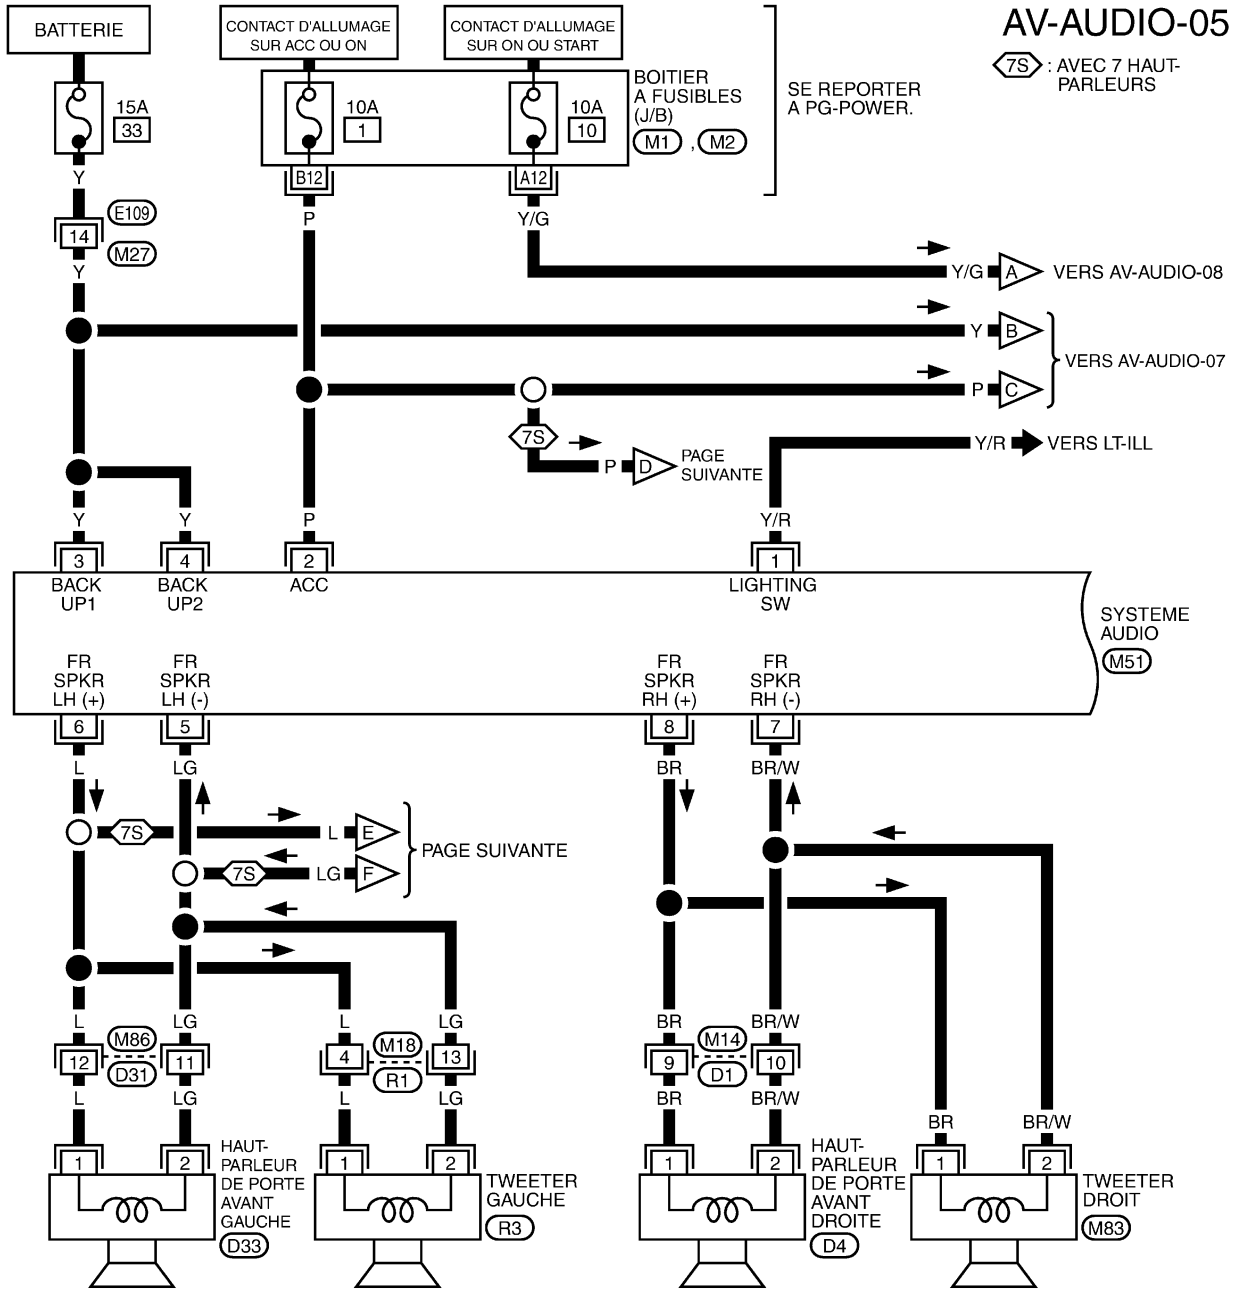 AV-AUDIO-05
7S : AVEC 7 HAUT-
PARLEURS
BATTERIE
CONTACT D'ALLUMAGE
SUR ACC OU ON
CONTACT D'ALLUMAGE
SUR ON OU START
15A
33
10A
1
10A
10
BOITIER
A FUSIBLES
(J/B)
M1 , M2
SE REPORTER
A PG-POWER.
B12
A12
Y
P
Y/G
E109
14
M27
Y
Y/G
A
VERS AV-AUDIO-08
Y
B
P
C
VERS AV-AUDIO-07
7S
P
D
PAGE
SUIVANTE
Y/R
VERS LT-ILL
Y
Y
P
Y/R
3
4
2
1
BACK
UP1
BACK
UP2
ACC
LIGHTING
SW
SYSTEME
AUDIO
M51
FR
SPKR
LH (+)
FR
SPKR
LH (-)
FR
SPKR
RH (+)
FR
SPKR
RH (-)
6
5
8
7
L
LG
BR
BR/W
7S
L
E
7S
LG
F
PAGE SUIVANTE
L
LG
L
LG
BR
BR/W
12
M86
D31
11
4
M18
R1
13
9
M14
D1
10
L
LG
L
LG
BR
BR/W
BR
BR/W
1
2
1
2
1
2
1
2
HAUT-
PARLEUR
DE PORTE
AVANT
GAUCHE
D33
TWEETER
GAUCHE
R3
HAUT-
PARLEUR
DE PORTE
AVANT
DROITE
D4
TWEETER
DROIT
M83